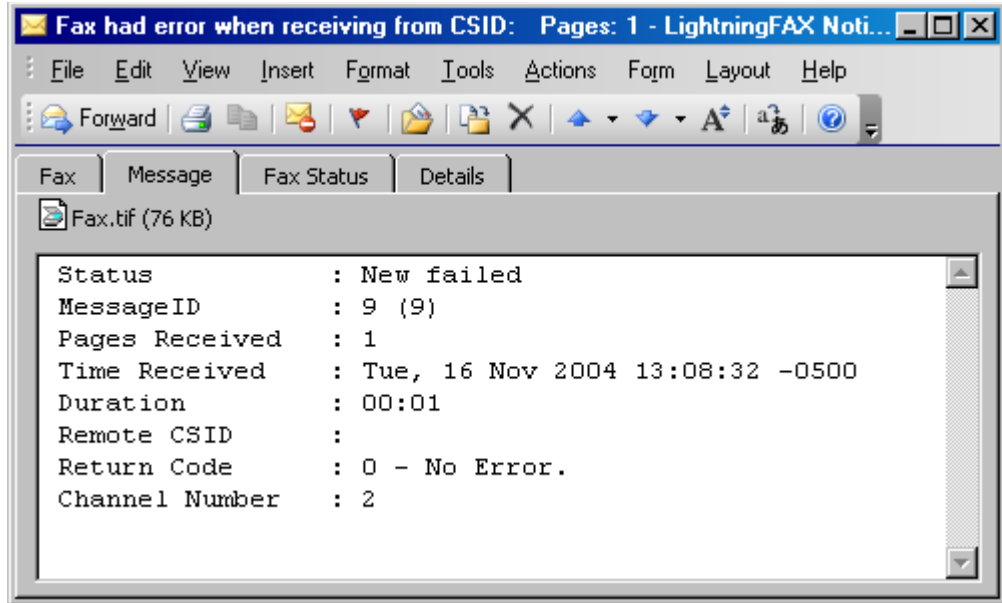 Fax had error when receiving from CSID:   Pages: 1 - LightningFAX Noti...
File Edit View Insert Format Tools Actions Form Layout Help
Forward
Fax Message Fax Status Details
Fax.tif (76 KB)
Status : New failed
MessageID : 9 (9)
Pages Received : 1
Time Received : Tue, 16 Nov 2004 13:08:32 -0500
Duration : 00:01
Remote CSID :
Return Code : 0 - No Error.
Channel Number : 2